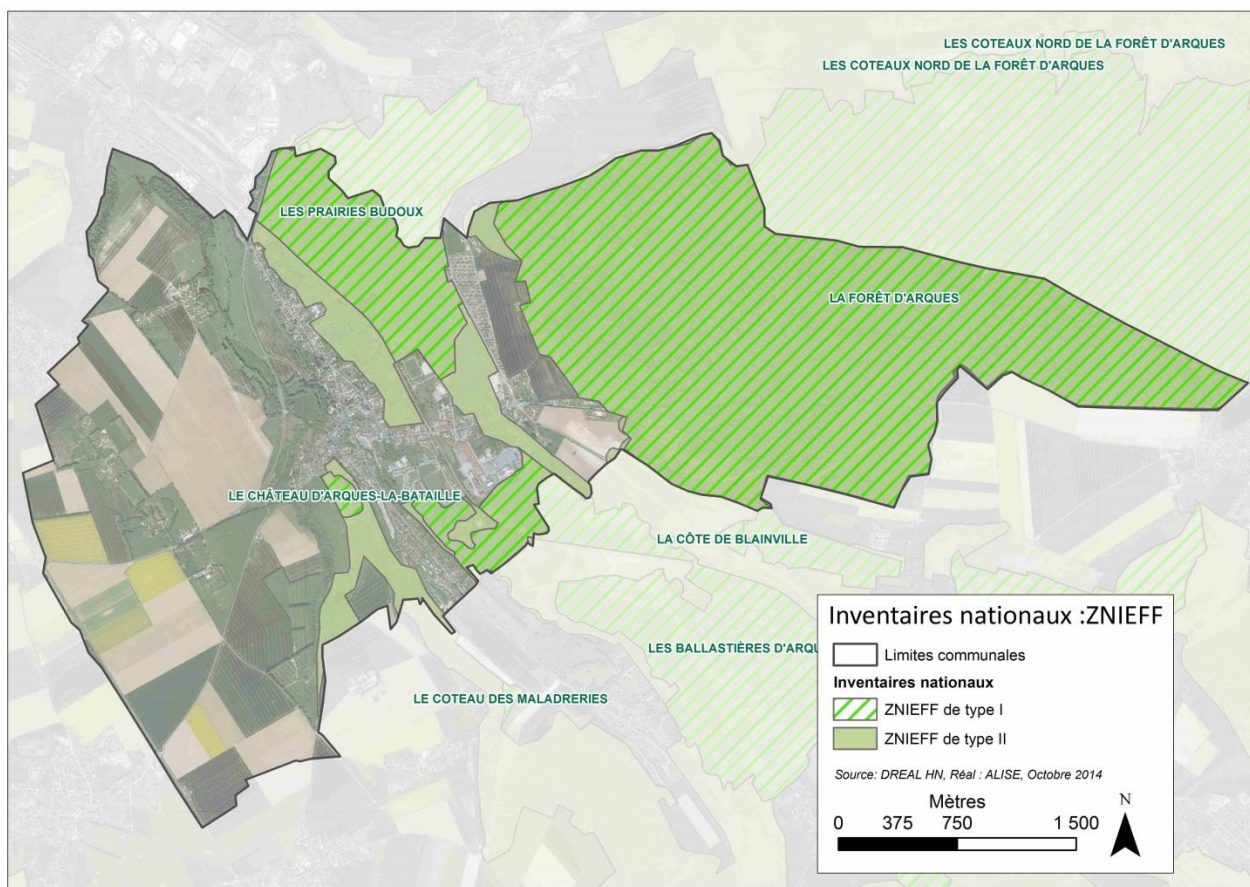 LES COTEAUX NORD DE LA FORÊT D'ARQUES
LES COTEAUX NORD DE LA FORÊT D'ARQUES
LES PRAIRIES BUDOUX
LA FORÊT D'ARQUES
LE CHÂTEAU D'ARQUES-LA-BATAILLE
LA CÔTE DE BLAINVILLE
LES BALLASTIÈRES D'ARQU
LE COTEAU DES MALADRERIES
Inventaires nationaux :ZNIEFF
Limites communales
Inventaires nationaux
ZNIEFF de type I
ZNIEFF de type II
Source: DREAL HN, Réal : ALISE, Octobre 2014
Mètres
N
0 375 750 1 500